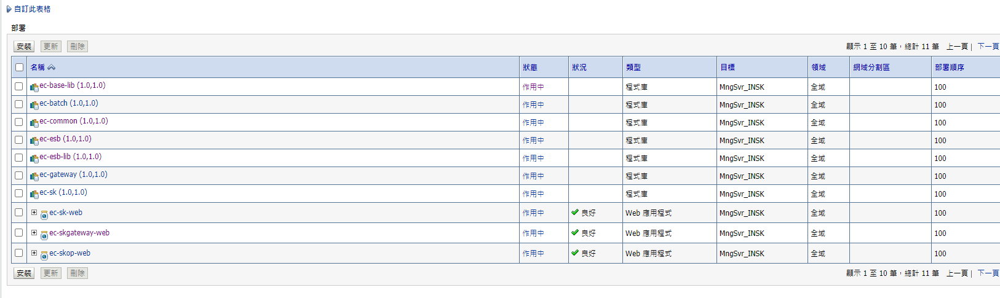 自訂此表格
部署
安裝 更新 刪除 顯示 1 至 10 筆，總計 11 筆 上一頁 | 下一頁
名稱 狀態 狀況 類型 目標 領域 網域分割區 部署順序
ec-base-lib (1.0,1.0) 作用中 程式庫 MngSvr_INSK 全域 100
ec-batch (1.0,1.0) 作用中 程式庫 MngSvr_INSK 全域 100
ec-common (1.0,1.0) 作用中 程式庫 MngSvr_INSK 全域 100
ec-esb (1.0,1.0) 作用中 程式庫 MngSvr_INSK 全域 100
ec-esb-lib (1.0,1.0) 作用中 程式庫 MngSvr_INSK 全域 100
ec-gateway (1.0,1.0) 作用中 程式庫 MngSvr_INSK 全域 100
ec-sk (1.0,1.0) 作用中 程式庫 MngSvr_INSK 全域 100
ec-sk-web 作用中 良好 Web 應用程式 MngSvr_INSK 全域 100
ec-skgateway-web 作用中 良好 Web 應用程式 MngSvr_INSK 全域 100
ec-skop-web 作用中 良好 Web 應用程式 MngSvr_INSK 全域 100
安裝 更新 刪除 顯示 1 至 10 筆，總計 11 筆 上一頁 | 下一頁